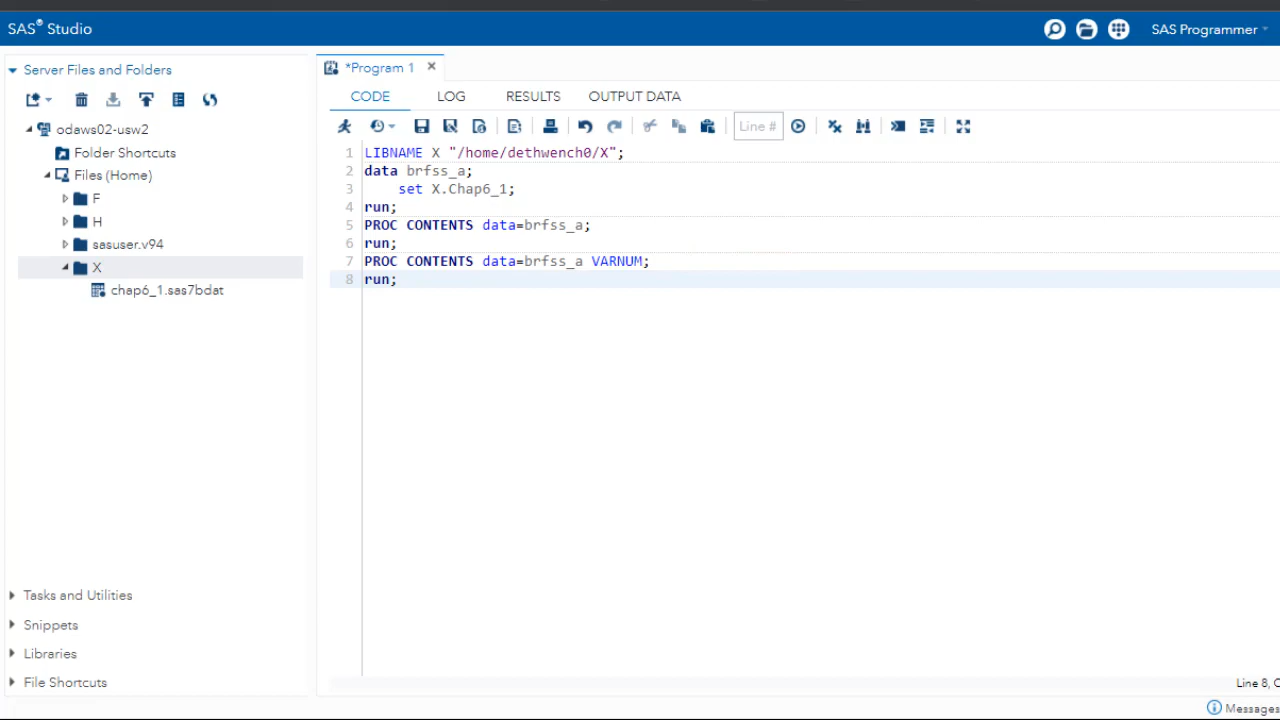 SAS® Studio
SAS Programmer
Server Files and Folders
odaws02-usw2
Folder Shortcuts
Files (Home)
F
H
sasuser.v94
X
chap6_1.sas7bdat
Tasks and Utilities
Snippets
Libraries
File Shortcuts
*Program 1
CODE LOG RESULTS OUTPUT DATA
Line #
1 LIBNAME X "/home/dethwench0/X";
2 data brfss_a;
3 set X.Chap6_1;
4 run;
5 PROC CONTENTS data=brfss_a;
6 run;
7 PROC CONTENTS data=brfss_a VARNUM;
8 run;
Line 8, C
Messages